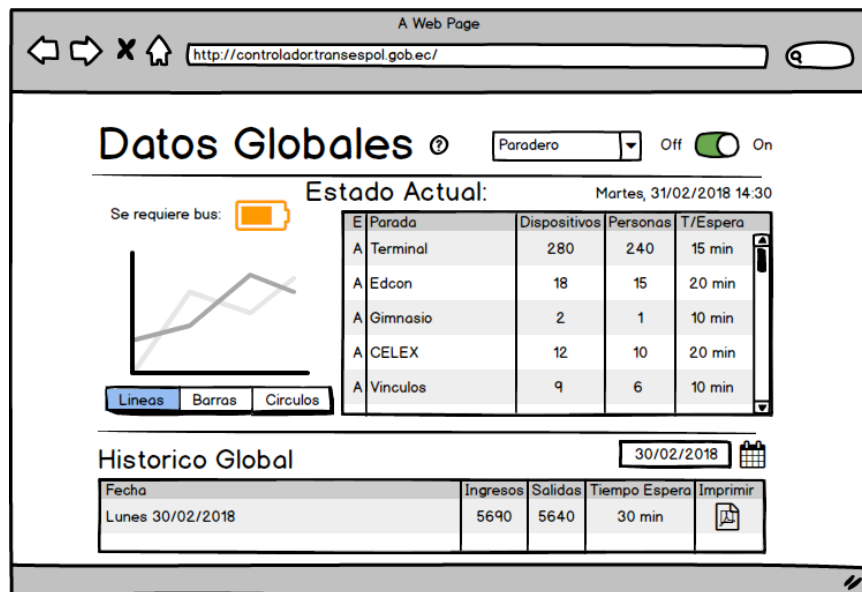 A Web Page
http://controlador.transespol.gob.ec/
Datos Globales ? Paradero Off On
Estado Actual: Martes, 31/02/2018 14:30
Se requiere bus:
E Parada Dispositivos Personas T/Espera
A Terminal 280 240 15 min
A Edcon 18 15 20 min
A Gimnasio 2 1 10 min
A CELEX 12 10 20 min
A Vinculos 9 6 10 min
Lineas Barras Circulos
Historico Global 30/02/2018
Fecha Ingresos Salidas Tiempo Espera Imprimir
Lunes 30/02/2018 5690 5640 30 min